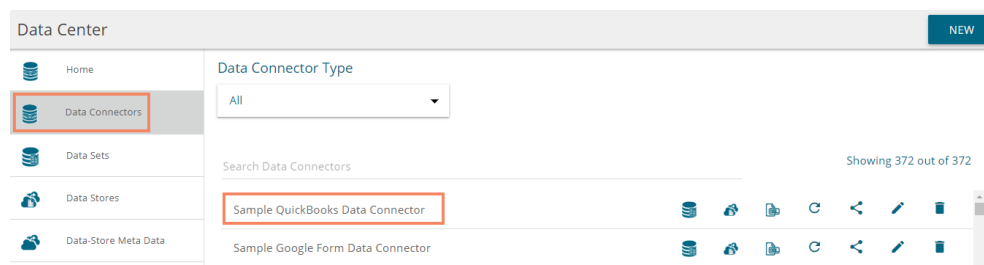 Data Center
NEW
Home
Data Connectors
Data Sets
Data Stores
Data-Store Meta Data
Data Connector Type
All
Search Data Connectors
Showing 372 out of 372
Sample QuickBooks Data Connector
Sample Google Form Data Connector